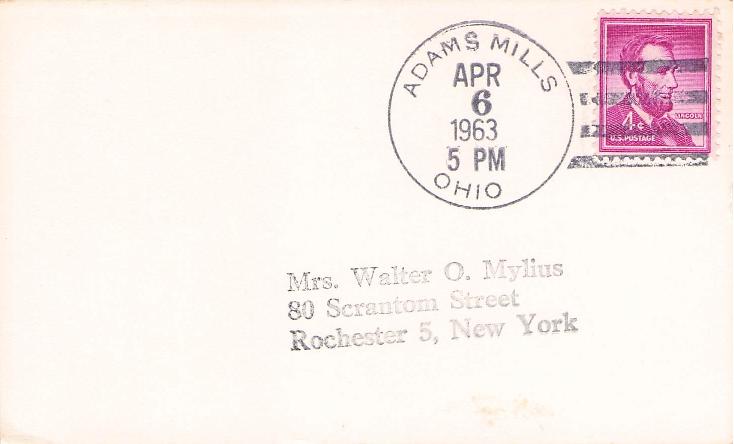 ADAMS MILLS
APR
6
1963
5 PM
OHIO
LINCOLN
4¢
U.S. POSTAGE
Mrs. Walter O. Mylius
80 Scrantom Street
Rochester 5, New York